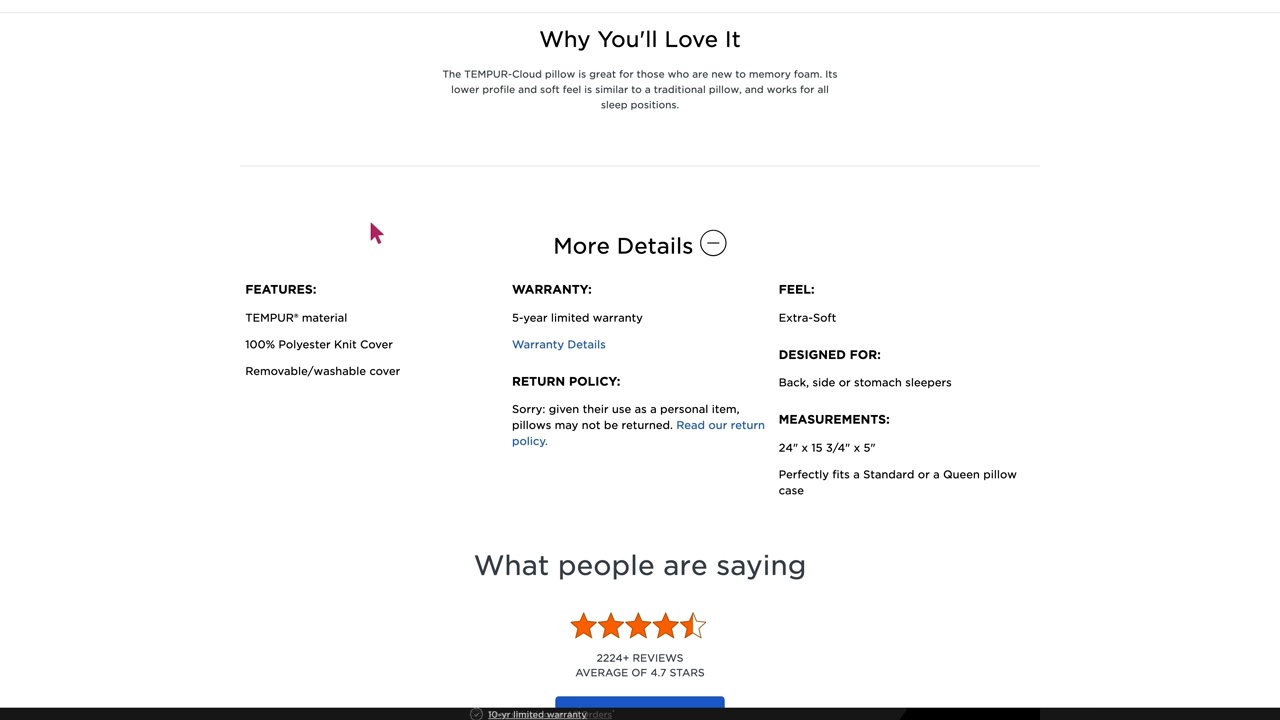 Why You'll Love It
The TEMPUR-Cloud pillow is great for those who are new to memory foam. Its
lower profile and soft feel is similar to a traditional pillow, and works for all
sleep positions.
More Details
FEATURES:
TEMPUR® material
100% Polyester Knit Cover
Removable/washable cover
WARRANTY:
5-year limited warranty
Warranty Details
RETURN POLICY:
Sorry: given their use as a personal item,
pillows may not be returned. Read our return
policy.
FEEL:
Extra-Soft
DESIGNED FOR:
Back, side or stomach sleepers
MEASUREMENTS:
24" x 15 3/4" x 5"
Perfectly fits a Standard or a Queen pillow
case
What people are saying
2224+ REVIEWS
AVERAGE OF 4.7 STARS
10-yr limited warranty